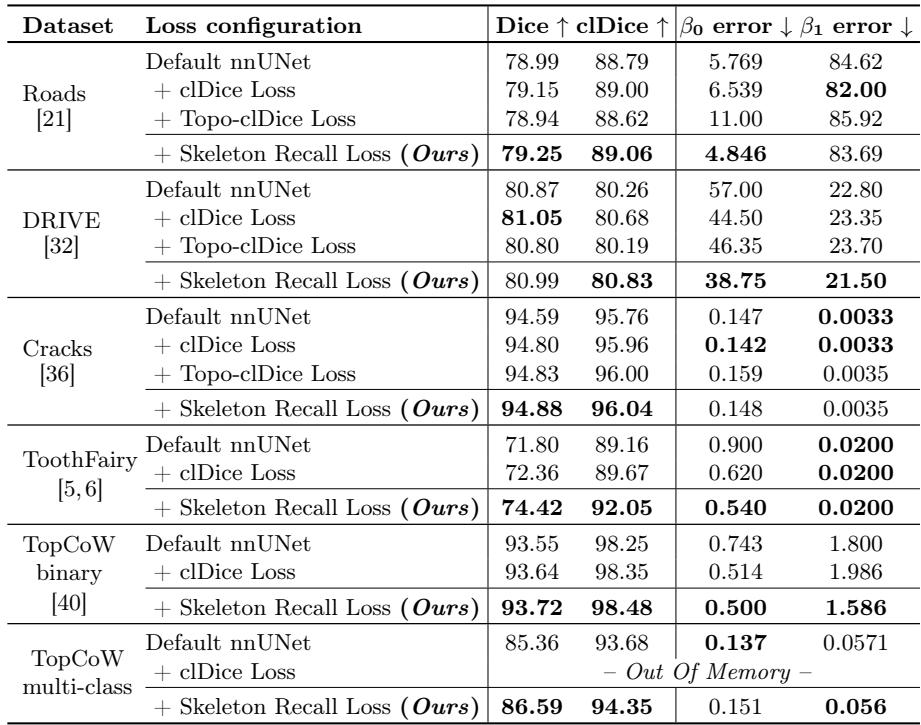 Dataset Loss configuration Dice ↑ clDice ↑ β0 error ↓ β1 error ↓
Default nnUNet 78.99 88.79 5.769 84.62
Roads + clDice Loss 79.15 89.00 6.539 82.00
[21] + Topo-clDice Loss 78.94 88.62 11.00 85.92
+ Skeleton Recall Loss (Ours) 79.25 89.06 4.846 83.69
Default nnUNet 80.87 80.26 57.00 22.80
DRIVE + clDice Loss 81.05 80.68 44.50 23.35
[32] + Topo-clDice Loss 80.80 80.19 46.35 23.70
+ Skeleton Recall Loss (Ours) 80.99 80.83 38.75 21.50
Default nnUNet 94.59 95.76 0.147 0.0033
Cracks + clDice Loss 94.80 95.96 0.142 0.0033
[36] + Topo-clDice Loss 94.83 96.00 0.159 0.0035
+ Skeleton Recall Loss (Ours) 94.88 96.04 0.148 0.0035
Default nnUNet 71.80 89.16 0.900 0.0200
ToothFairy + clDice Loss 72.36 89.67 0.620 0.0200
[5, 6] + Skeleton Recall Loss (Ours) 74.42 92.05 0.540 0.0200
TopCoW Default nnUNet 93.55 98.25 0.743 1.800
binary + clDice Loss 93.64 98.35 0.514 1.986
[40] + Skeleton Recall Loss (Ours) 93.72 98.48 0.500 1.586
Default nnUNet 85.36 93.68 0.137 0.0571
TopCoW + clDice Loss – Out Of Memory –
multi-class + Skeleton Recall Loss (Ours) 86.59 94.35 0.151 0.056